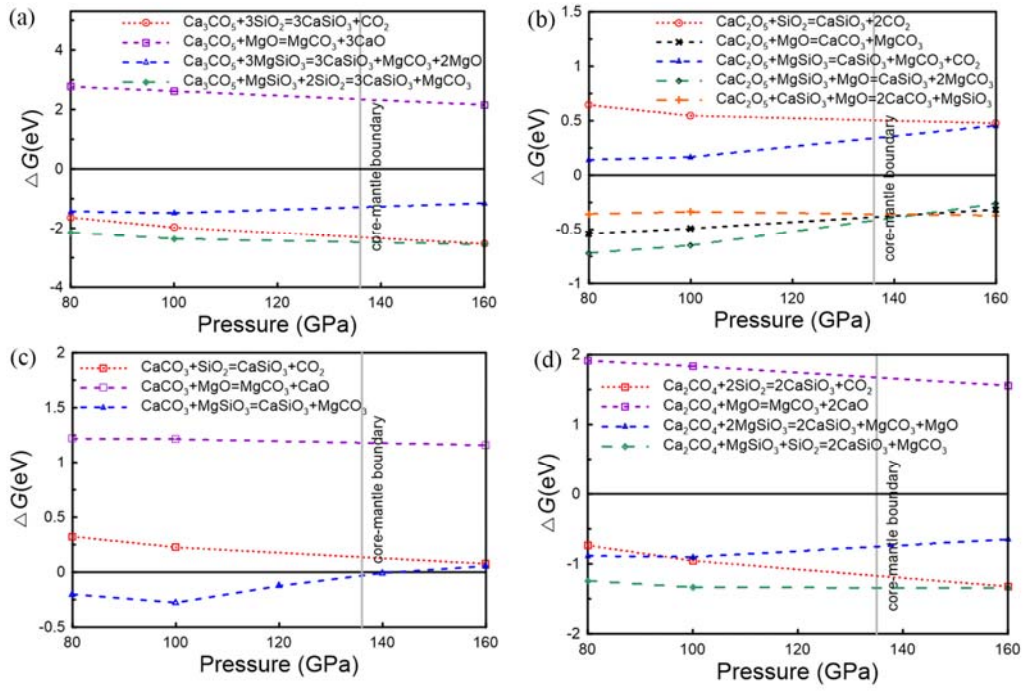 (a)
Ca₃CO₅+3SiO₂=3CaSiO₃+CO₂
Ca₃CO₅+MgO=MgCO₃+3CaO
Ca₃CO₅+3MgSiO₃=3CaSiO₃+MgCO₃+2MgO
Ca₃CO₅+MgSiO₃+2SiO₂=3CaSiO₃+MgCO₃
4
2
0
-2
-4
△G(eV)
core-mantle boundary
80 100 120 140 160
Pressure (GPa)
(b)
CaC₂O₅+SiO₂=CaSiO₃+2CO₂
CaC₂O₅+MgO=CaCO₃+MgCO₃
CaC₂O₅+MgSiO₃=CaSiO₃+MgCO₃+CO₂
CaC₂O₅+MgSiO₃+MgO=CaSiO₃+2MgCO₃
CaC₂O₅+CaSiO₃+MgO=2CaCO₃+MgSiO₃
1.5
1
0.5
0
-0.5
-1
△G(eV)
core-mantle boundary
80 100 120 140 160
Pressure (GPa)
(c)
CaCO₃+SiO₂=CaSiO₃+CO₂
CaCO₃+MgO=MgCO₃+CaO
CaCO₃+MgSiO₃=CaSiO₃+MgCO₃
2
1.5
1
0.5
0
-0.5
△G(eV)
core-mantle boundary
80 100 120 140 160
Pressure (GPa)
(d)
Ca₂CO₄+2SiO₂=2CaSiO₃+CO₂
Ca₂CO₄+MgO=MgCO₃+2CaO
Ca₂CO₄+2MgSiO₃=2CaSiO₃+MgCO₃+MgO
Ca₂CO₄+MgSiO₃+SiO₂=2CaSiO₃+MgCO₃
2
1
0
-1
-2
△G(eV)
core-mantle boundary
80 100 120 140 160
Pressure (GPa)